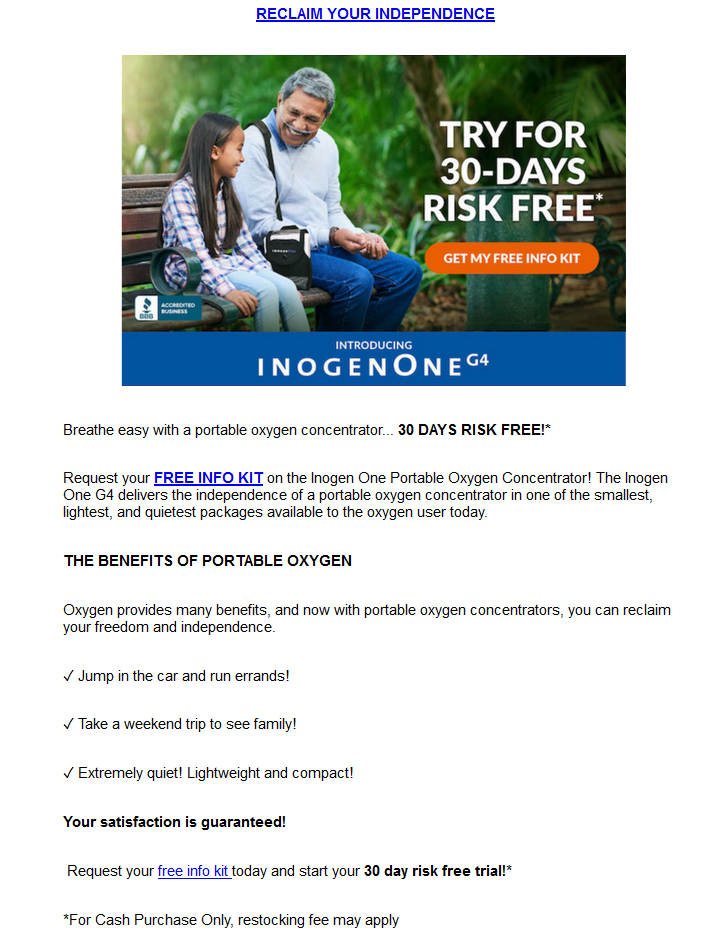 RECLAIM YOUR INDEPENDENCE
TRY FOR
30-DAYS
RISK FREE*
GET MY FREE INFO KIT
BBB
ACCREDITED
BUSINESS
INTRODUCING
INOGENONE G4
Breathe easy with a portable oxygen concentrator... 30 DAYS RISK FREE!*
Request your FREE INFO KIT on the Inogen One Portable Oxygen Concentrator! The Inogen
One G4 delivers the independence of a portable oxygen concentrator in one of the smallest,
lightest, and quietest packages available to the oxygen user today.
THE BENEFITS OF PORTABLE OXYGEN
Oxygen provides many benefits, and now with portable oxygen concentrators, you can reclaim
your freedom and independence.
✓ Jump in the car and run errands!
✓ Take a weekend trip to see family!
✓ Extremely quiet! Lightweight and compact!
Your satisfaction is guaranteed!
Request your free info kit today and start your 30 day risk free trial!*
*For Cash Purchase Only, restocking fee may apply